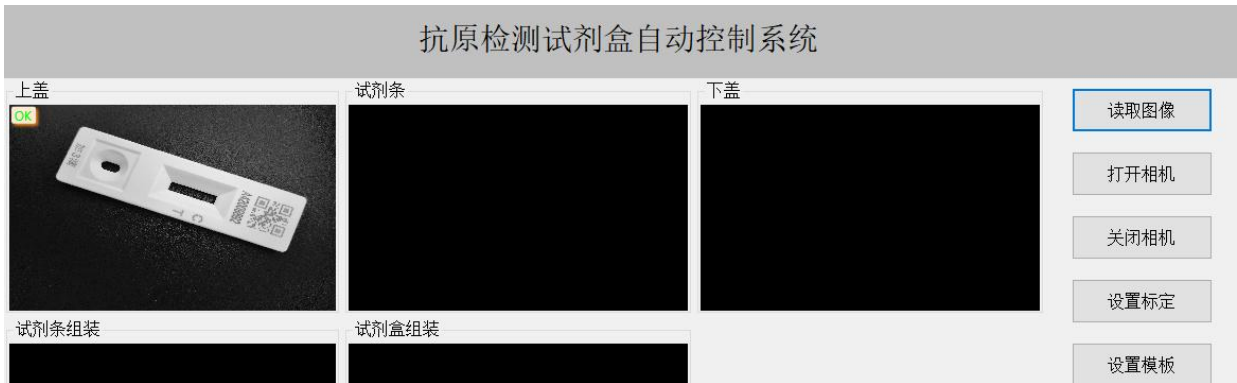 抗原检测试剂盒自动控制系统
上盖
试剂条
下盖
读取图像
OK
打开相机
C
T
关闭相机
设置标定
试剂条组装
试剂盒组装
设置模板